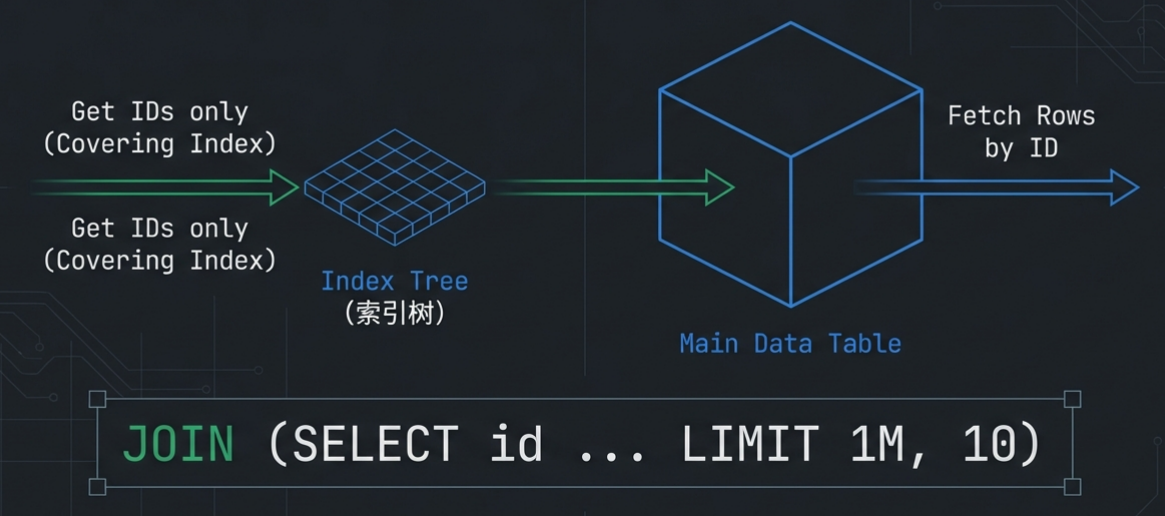 Get IDs only
(Covering Index)
Get IDs only
(Covering Index)
Index Tree
(索引树)
Main Data Table
Fetch Rows
by ID
JOIN (SELECT id ... LIMIT 1M, 10)